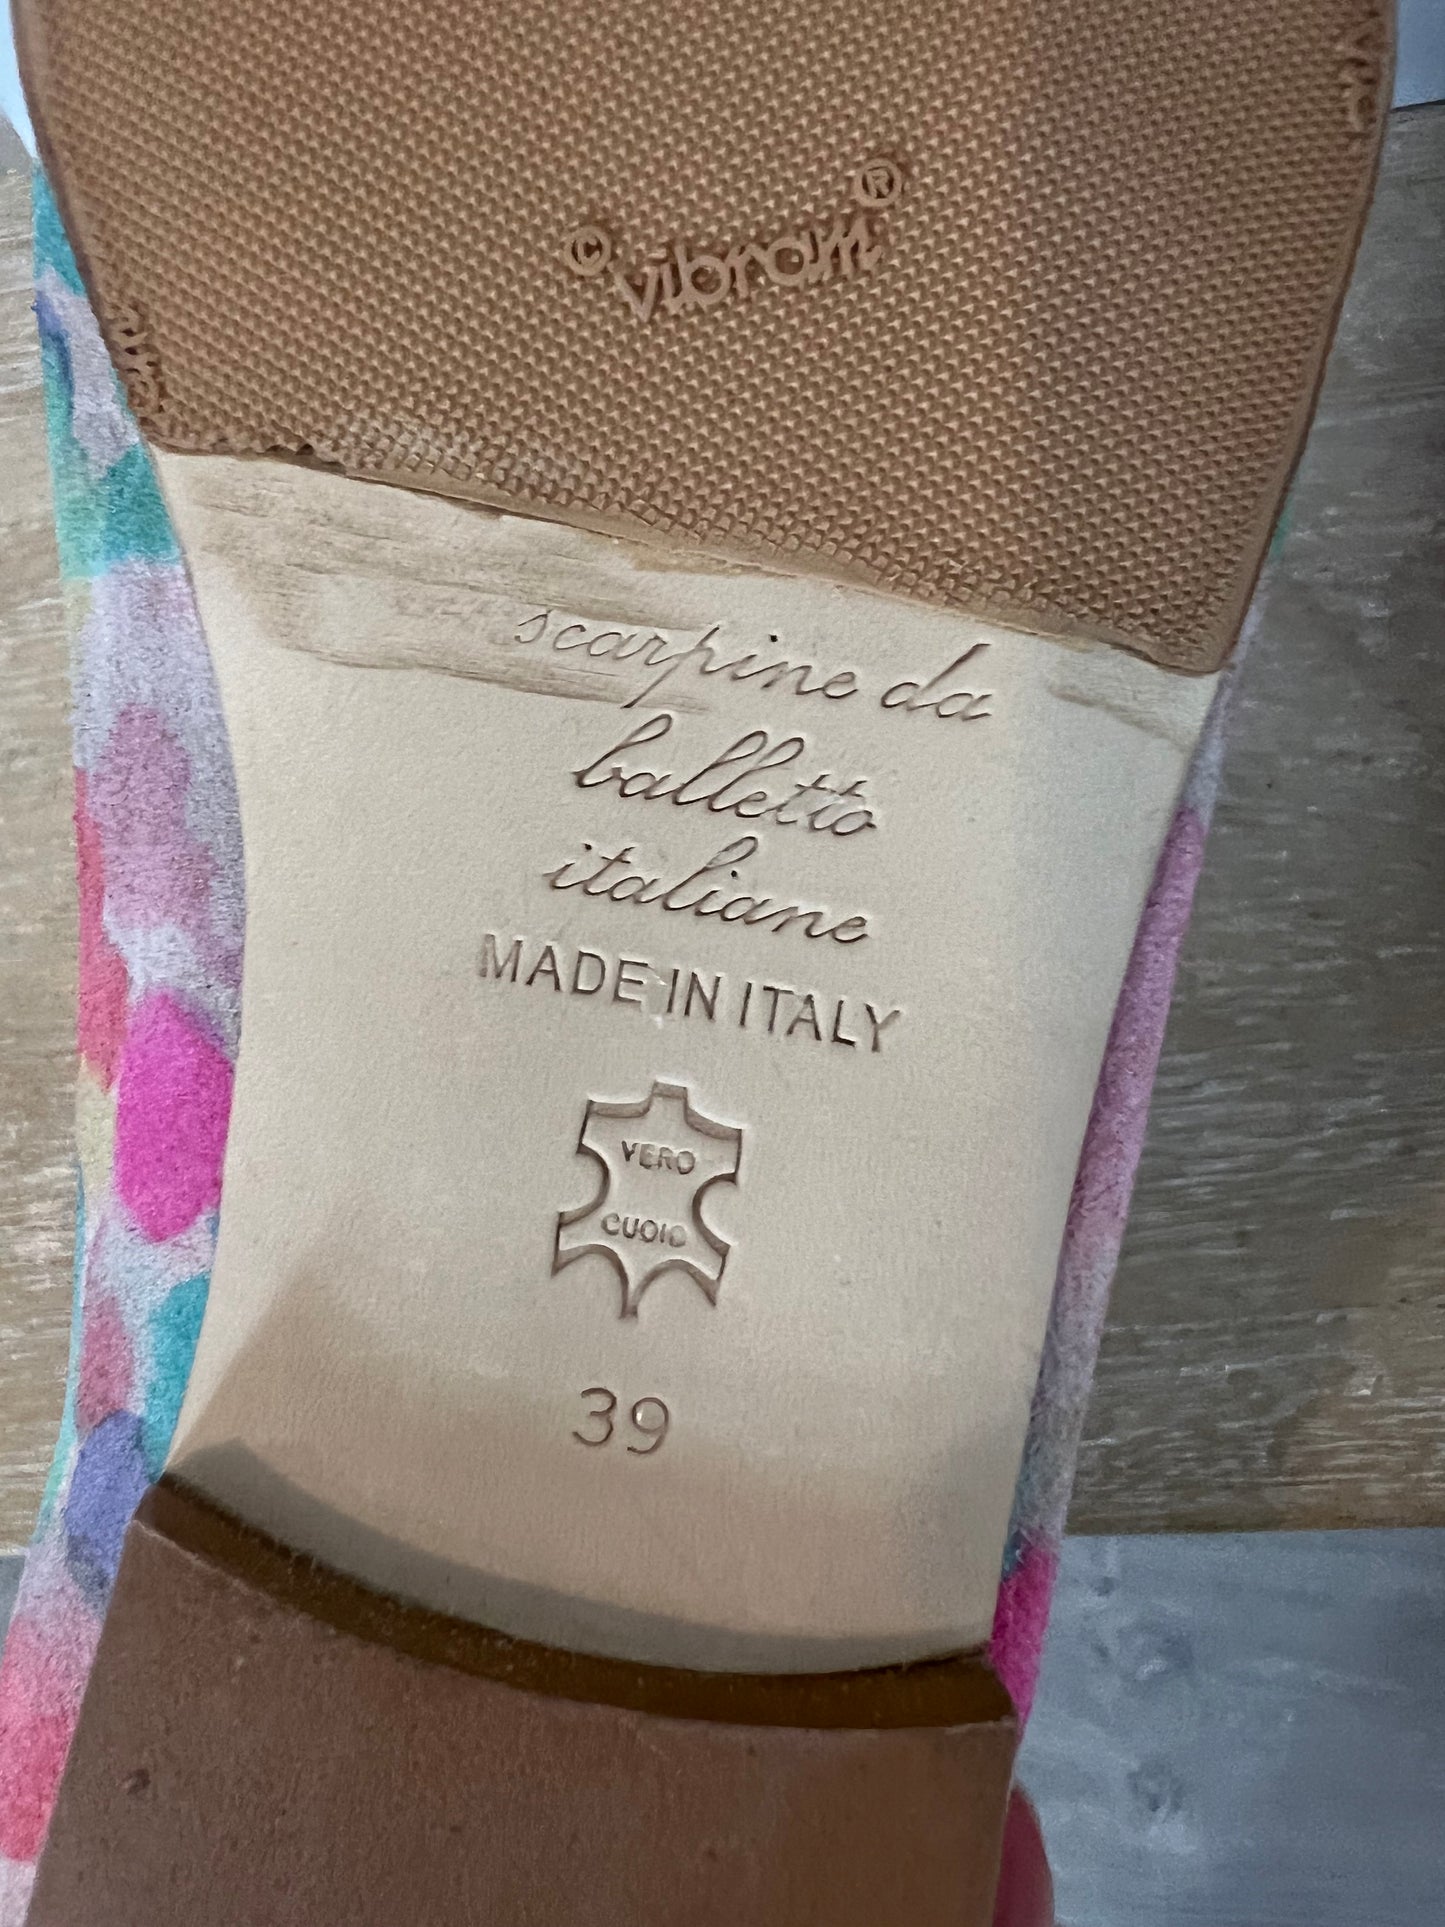 © vibram ®
scarpine da
balletto
italiane
MADE IN ITALY
VERO
CUOIO
39